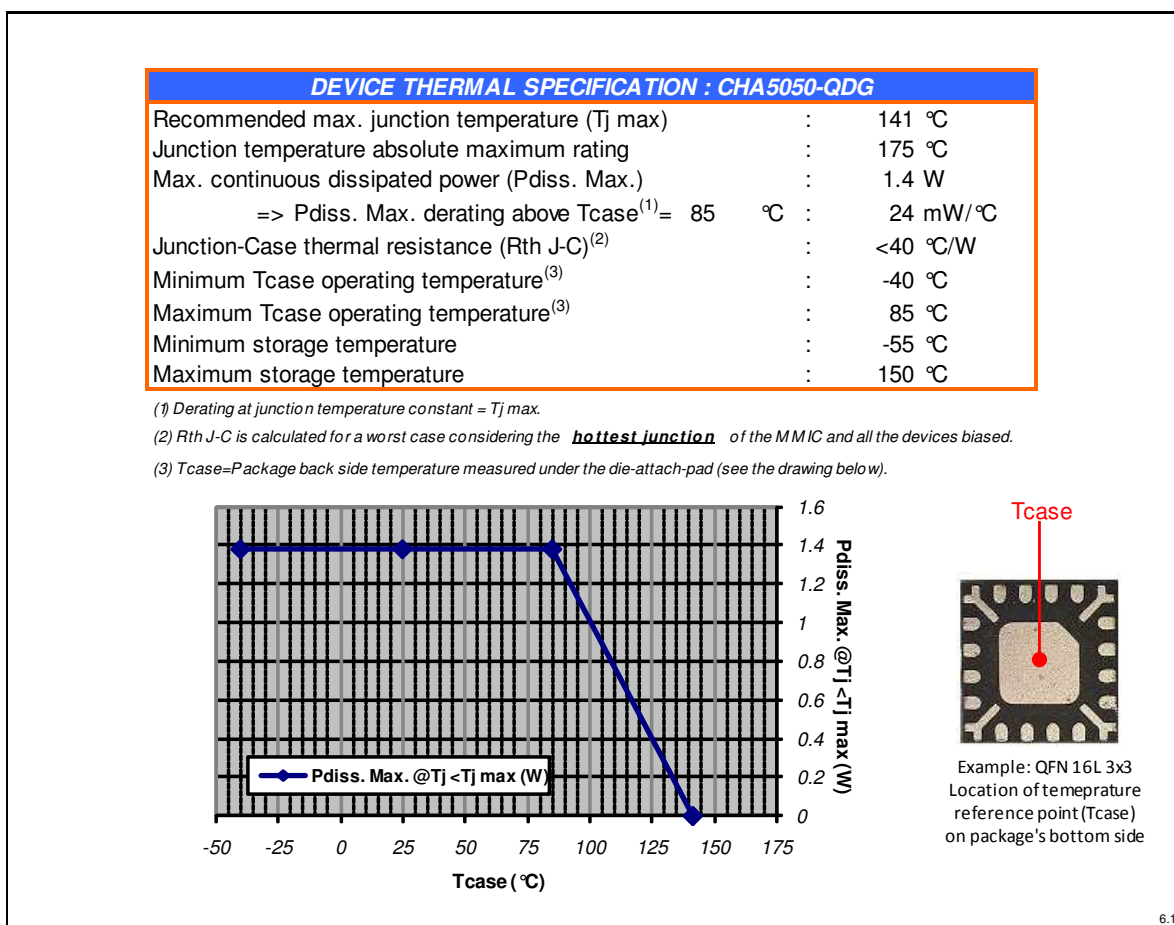 DEVICE THERMAL SPECIFICATION : CHA5050-QDG
Recommended max. junction temperature (Tj max) : 141 °C
Junction temperature absolute maximum rating : 175 °C
Max. continuous dissipated power (Pdiss. Max.) : 1.4 W
=> Pdiss. Max. derating above Tcase(1)= 85 °C : 24 mW/°C
Junction-Case thermal resistance (Rth J-C)(2) : <40 °C/W
Minimum Tcase operating temperature(3) : -40 °C
Maximum Tcase operating temperature(3) : 85 °C
Minimum storage temperature : -55 °C
Maximum storage temperature : 150 °C
(1) Derating at junction temperature constant = Tj max.
(2) Rth J-C is calculated for a worst case considering the hottest junction of the MMIC and all the devices biased.
(3) Tcase=Package back side temperature measured under the die-attach-pad (see the drawing below).
1.6
1.4
1.2
1
0.8
0.6
0.4
0.2
0
Pdiss. Max. @Tj <Tj max (W)
Pdiss. Max. @Tj <Tj max (W)
-50 -25 0 25 50 75 100 125 150 175
Tcase (°C)
Tcase
Example: QFN 16L 3x3
Location of temeprature
reference point (Tcase)
on package's bottom side
6.1